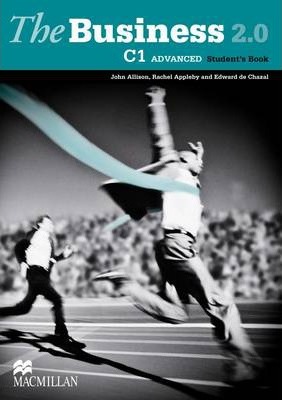 The Business 2.0
C1 ADVANCED Student's Book
John Allison, Rachel Appleby and Edward de Chazal
MACMILLAN